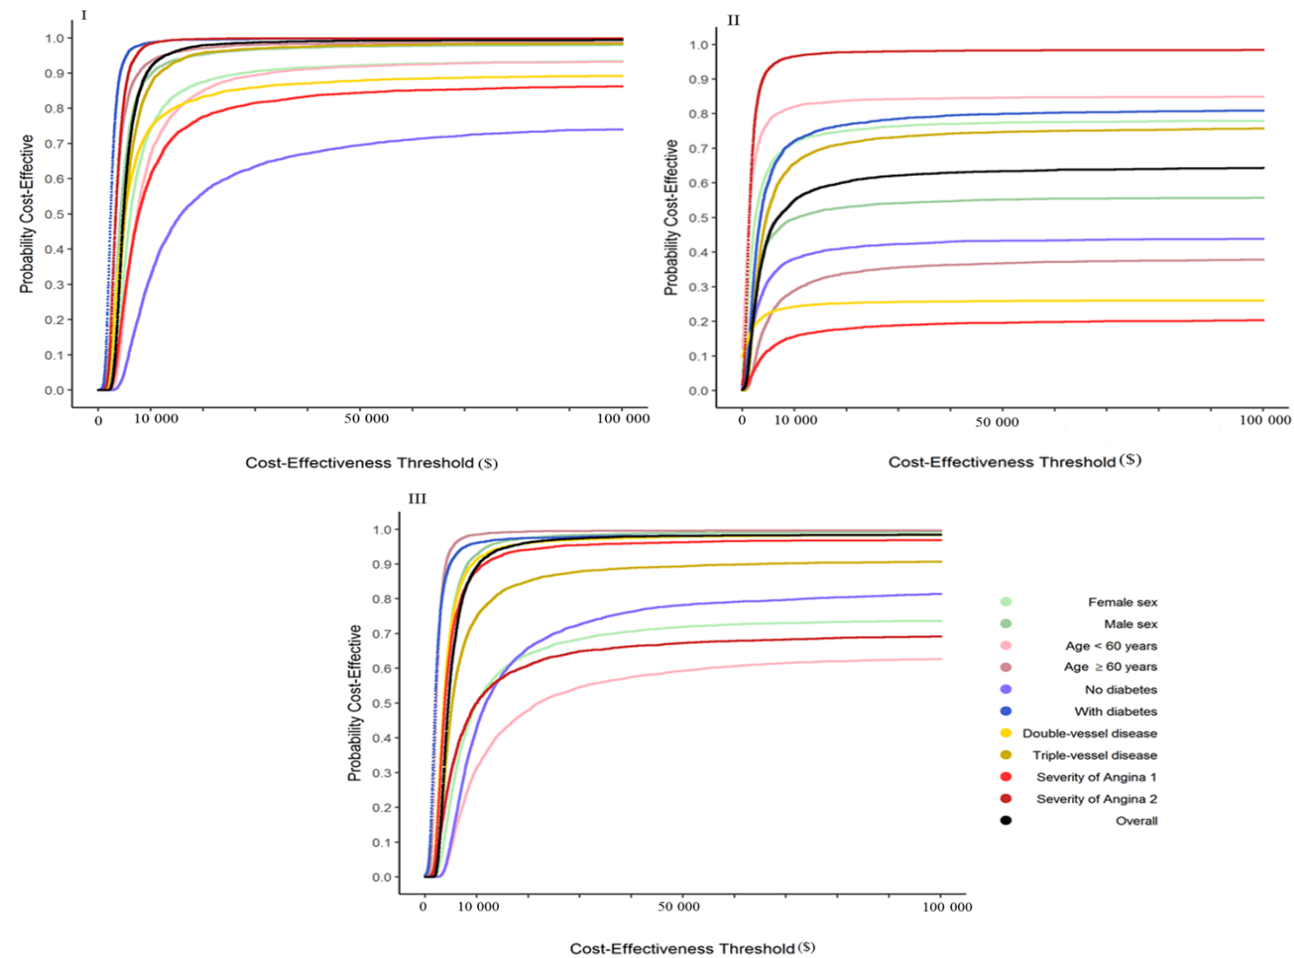 I
1.0
0.9
0.8
0.7
0.6
0.5
0.4
0.3
0.2
0.1
0.0
Probability Cost-Effective
0 10 000 50 000 100 000
Cost-Effectiveness Threshold ($)
II
1.0
0.9
0.8
0.7
0.6
0.5
0.4
0.3
0.2
0.1
0.0
Probability Cost-Effective
0 10 000 50 000 100 000
Cost-Effectiveness Threshold ($)
III
1.0
0.9
0.8
0.7
0.6
0.5
0.4
0.3
0.2
0.1
0.0
Probability Cost-Effective
0 10 000 50 000 100 000
Cost-Effectiveness Threshold ($)
Female sex
Male sex
Age < 60 years
Age ≥ 60 years
No diabetes
With diabetes
Double-vessel disease
Triple-vessel disease
Severity of Angina 1
Severity of Angina 2
Overall